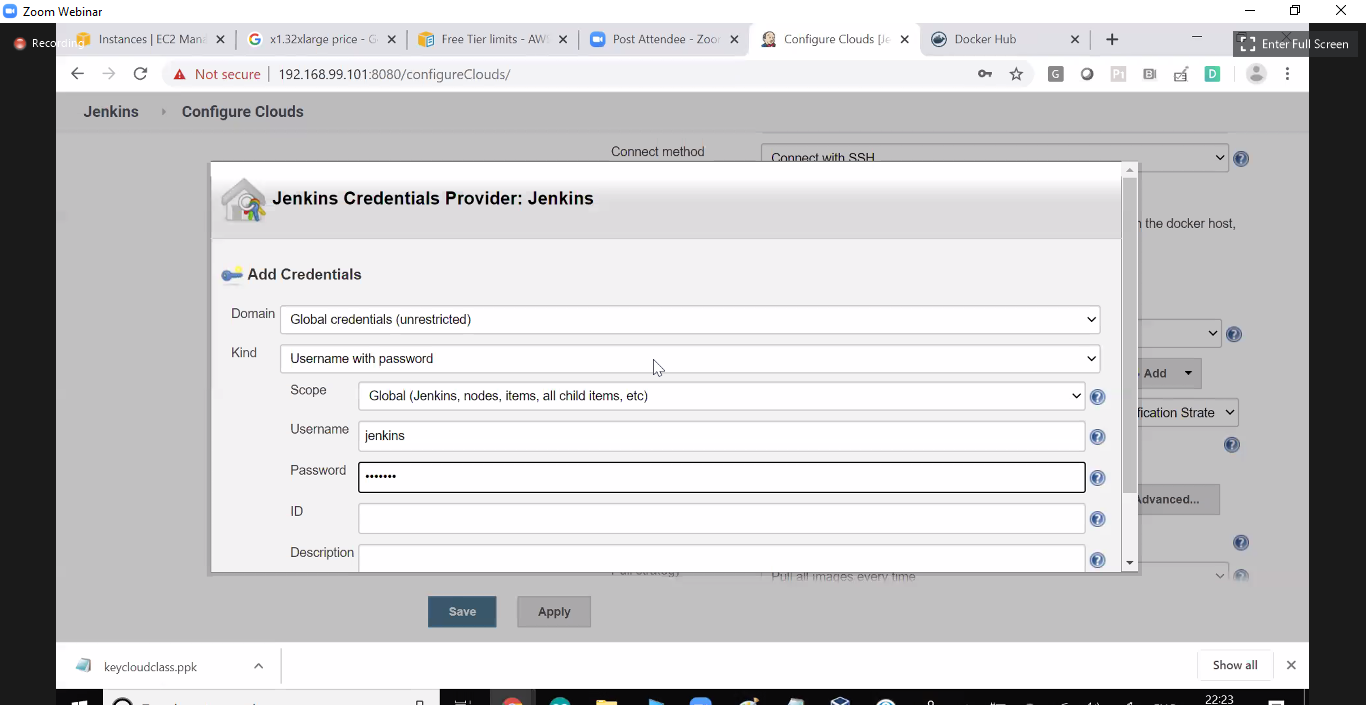 Zoom Webinar
Recording
Instances | EC2 Man
x1.32xlarge price - G
Free Tier limits - AW
Post Attendee - Zoo
Configure Clouds [Je
Docker Hub
Enter Full Screen
Not secure | 192.168.99.101:8080/configureClouds/
Jenkins
Configure Clouds
Connect method
Connect with SSH
Jenkins Credentials Provider: Jenkins
the docker host,
Add Credentials
Domain
Global credentials (unrestricted)
Kind
Username with password
Add
Scope
Global (Jenkins, nodes, items, all child items, etc)
fication Strate
Username
jenkins
Password
•••••••
Advanced...
ID
Description
Pull strategy
Pull all images every time
Save
Apply
keycloudclass.ppk
Show all
22:23